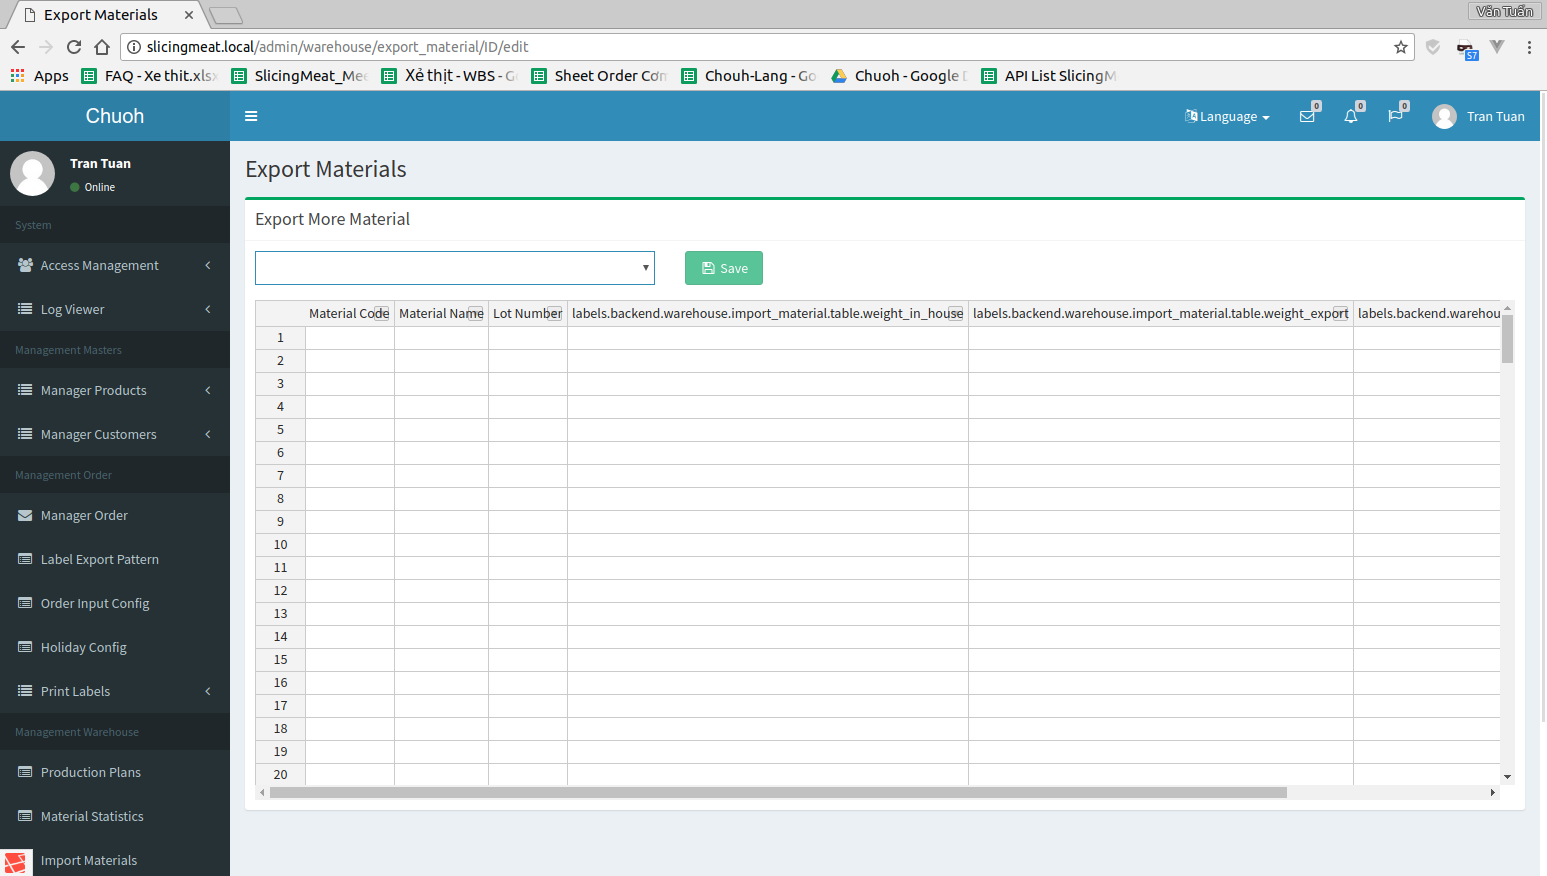 Export Materials
Văn Tuấn
slicingmeat.local/admin/warehouse/export_material/ID/edit
57
Apps
FAQ - Xe thit.xls
SlicingMeat_Mee
Xẻ thịt - WBS - G
Sheet Order Cơm
Chouh-Lang - Go
Chuoh - Google D
API List SlicingM
Chuoh
Language
0
0
0
Tran Tuan
Tran Tuan
Online
System
Access Management
Log Viewer
Management Masters
Manager Products
Manager Customers
Management Order
Manager Order
Label Export Pattern
Order Input Config
Holiday Config
Print Labels
Management Warehouse
Production Plans
Material Statistics
Import Materials
Export Materials
Export More Material
Save
Material Code
Material Name
Lot Number
labels.backend.warehouse.import_material.table.weight_in_house
labels.backend.warehouse.import_material.table.weight_export
labels.backend.warehou
1
2
3
4
5
6
7
8
9
10
11
12
13
14
15
16
17
18
19
20